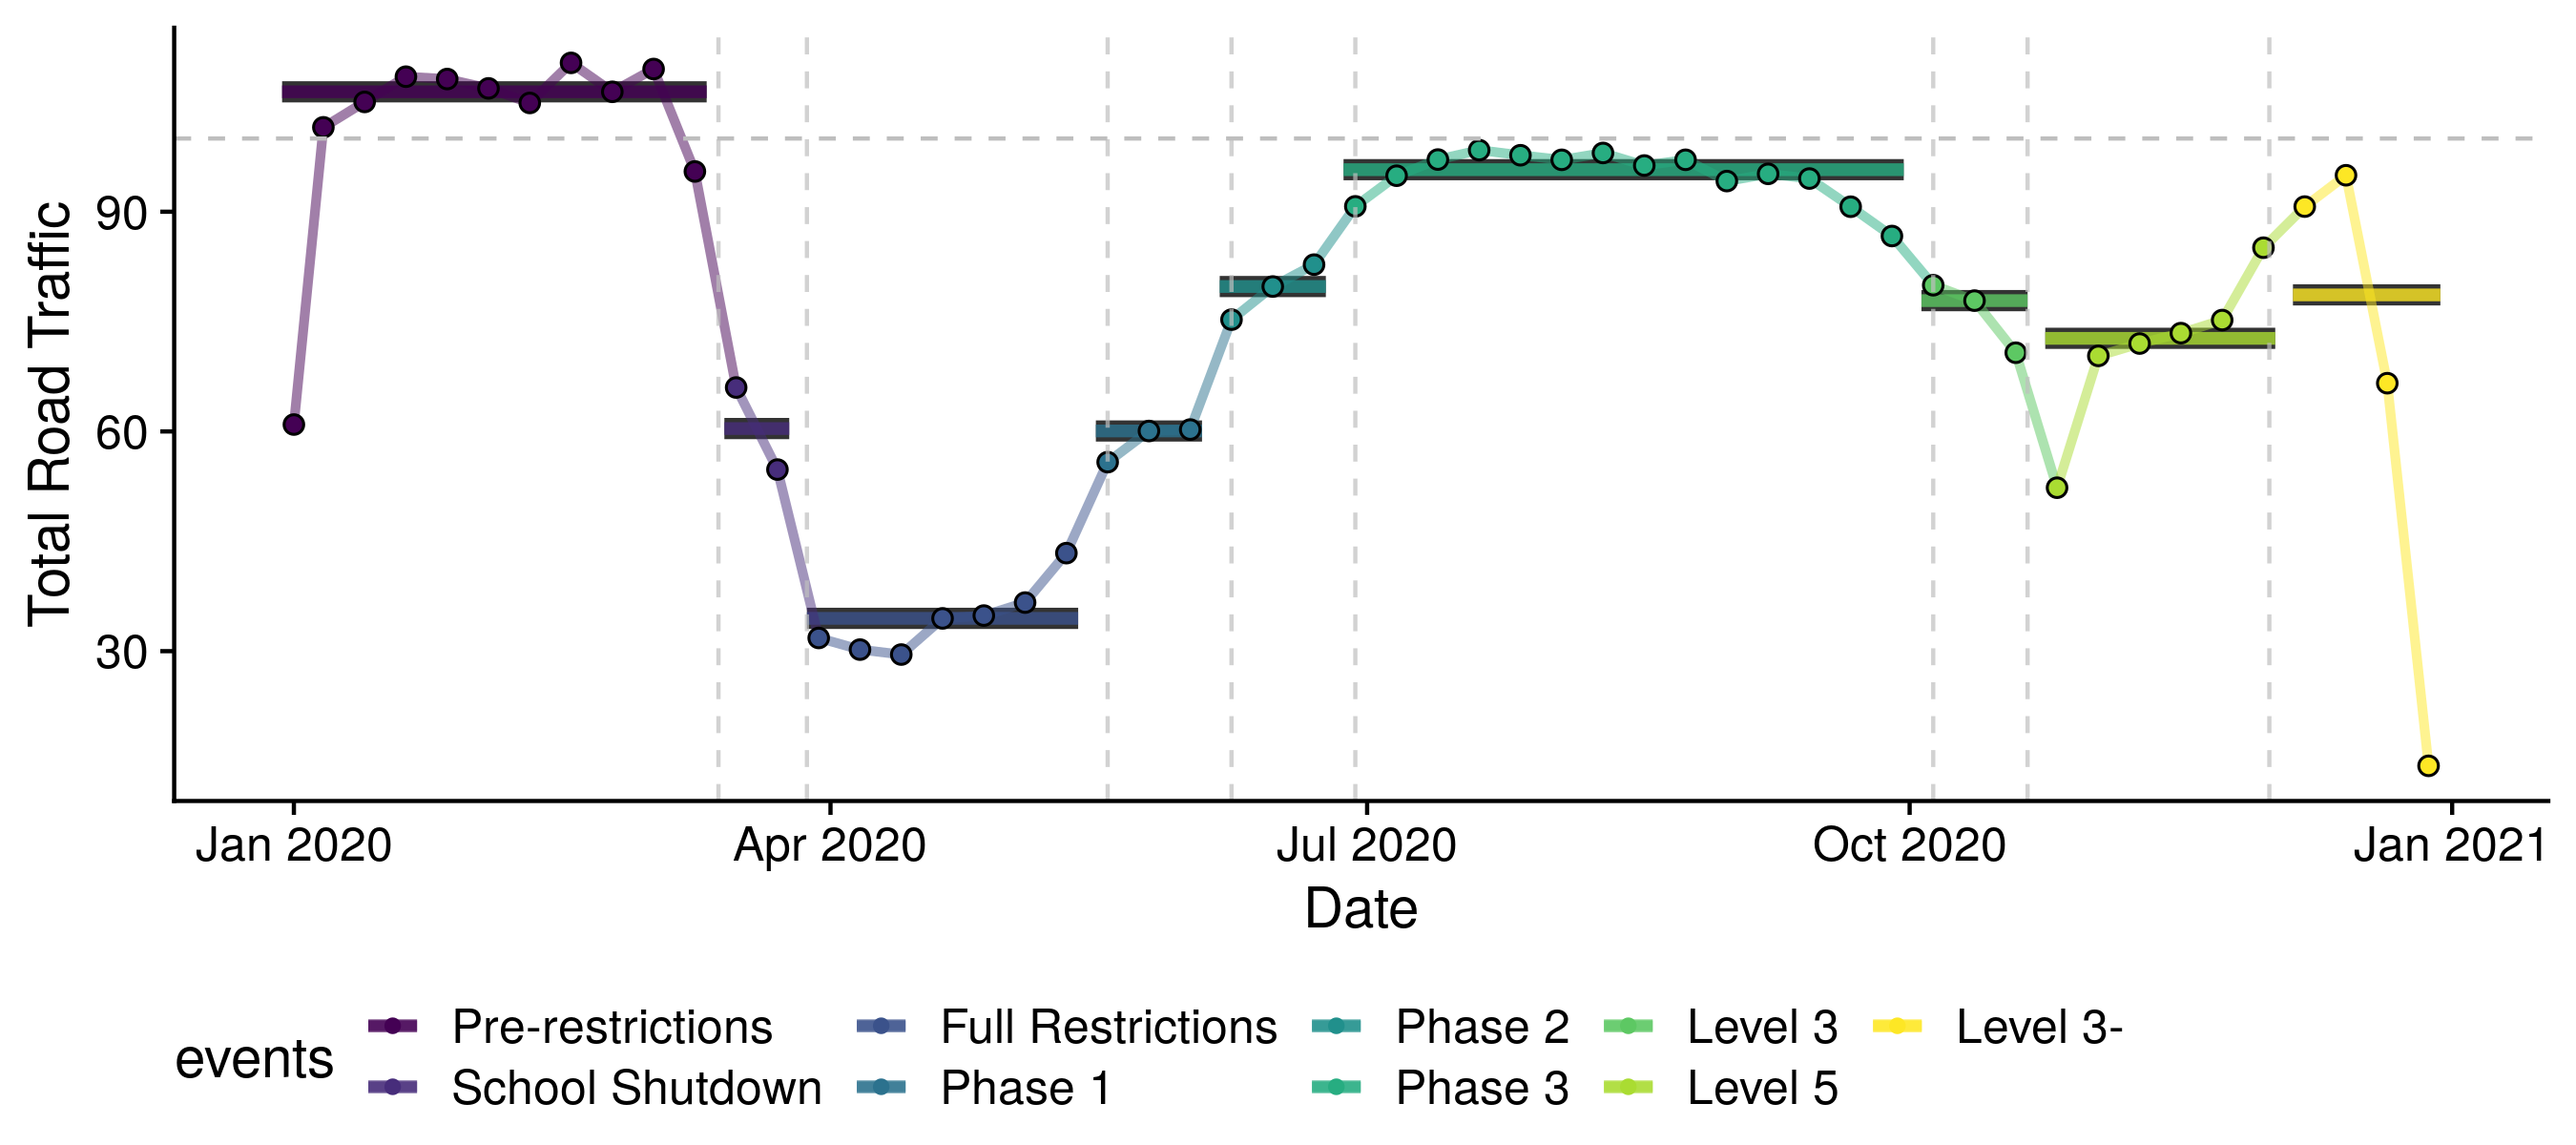 Total Road Traffic
90
60
30
Jan 2020 Apr 2020 Jul 2020 Oct 2020 Jan 2021
Date
events
Pre-restrictions Full Restrictions Phase 2 Level 3 Level 3-
School Shutdown Phase 1 Phase 3 Level 5